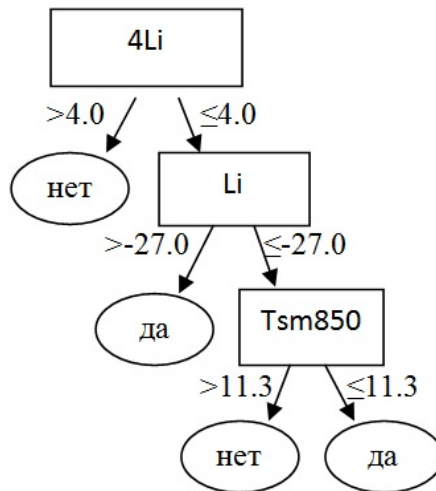 4Li
>4.0 ≤4.0
нет
Li
>-27.0 ≤-27.0
да
Tsm850
>11.3 ≤11.3
нет да